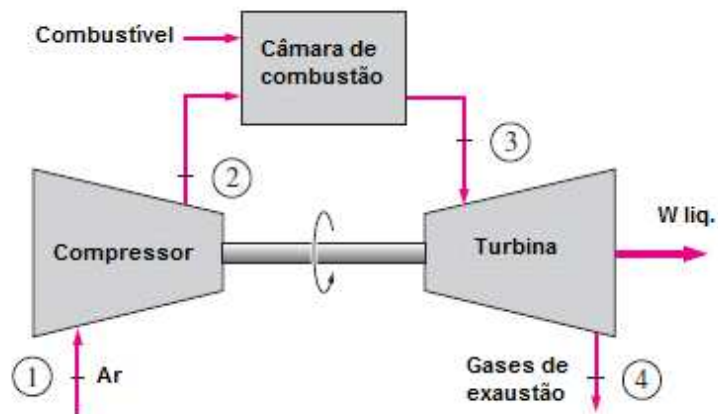 Combustível
Câmara de
combustão
3
2
W liq.
Compressor
Turbina
1
Ar
Gases de
exaustão
4